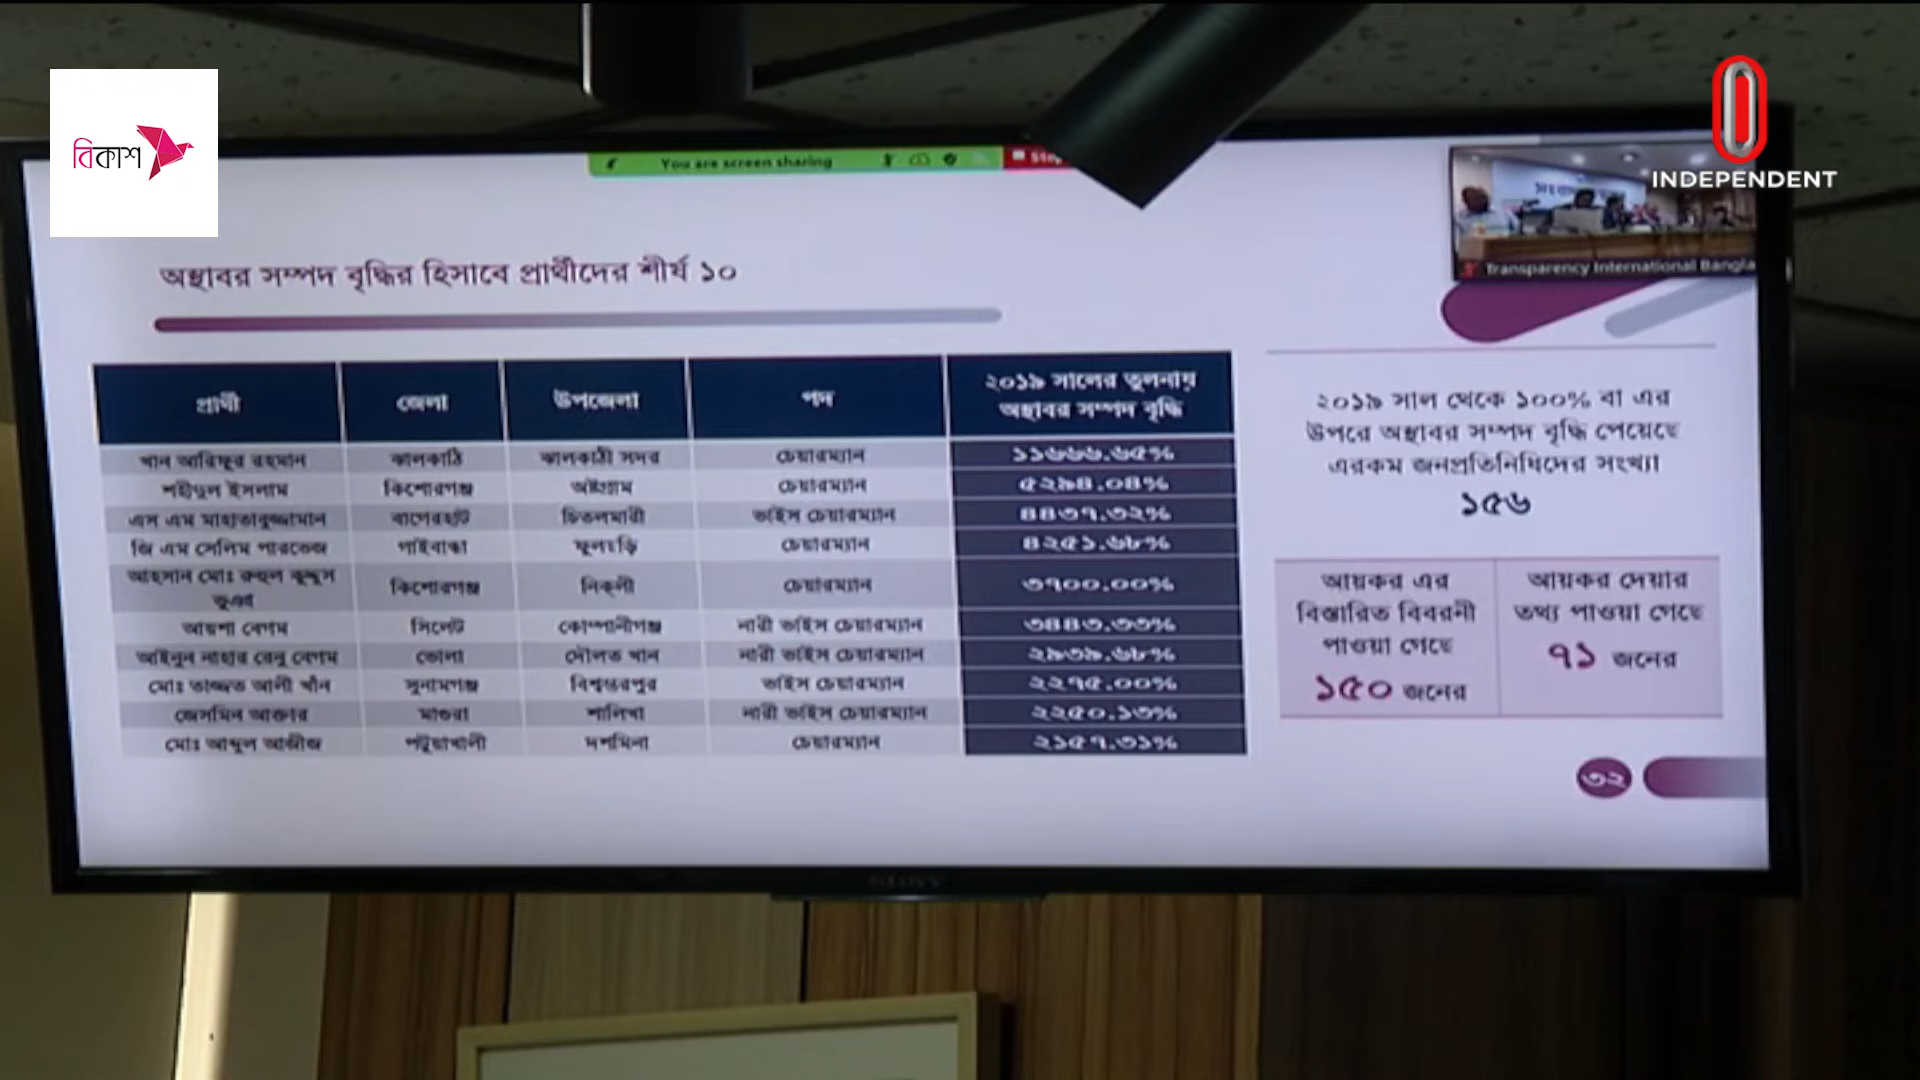 বিকাশ
INDEPENDENT
You are screen sharing
Transparency International Bangla
অস্থাবর সম্পদ বৃদ্ধির হিসাবে প্রার্থীদের শীর্ষ ১০
প্রার্থী জেলা উপজেলা পদ ২০১৯ সালের তুলনায়
অস্থাবর সম্পদ বৃদ্ধি
খান আরিফুর রহমান ঝালকাঠি ঝালকাঠী সদর চেয়ারম্যান ১১৬৬৬.৬৫%
শহীদুল ইসলাম কিশোরগঞ্জ অষ্টগ্রাম চেয়ারম্যান ৫২৯৪.০৪%
এস এম মাহাতাবুজ্জামান বাগেরহাট চিতলমারী ভাইস চেয়ারম্যান ৪৪৩৭.৩২%
জি এম সেলিম পারভেজ গাইবান্ধা ফুলছড়ি চেয়ারম্যান ৪২৫১.৬৮%
আহসান মোঃ রুহুল কুদ্দুস
ভূঞা কিশোরগঞ্জ নিকলী চেয়ারম্যান ৩৭০০.০০%
আয়শা বেগম সিলেট কোম্পানীগঞ্জ নারী ভাইস চেয়ারম্যান ৩৪৪৩.৩৩%
আইনুন নাহার রেনু বেগম ভোলা দৌলত খান নারী ভাইস চেয়ারম্যান ২৯৩৯.৬৮%
মোঃ তাজ্জত আলী খাঁন সুনামগঞ্জ বিশ্বম্ভরপুর ভাইস চেয়ারম্যান ২২৭৫.০০%
জেসমিন আক্তার মাগুরা শালিখা নারী ভাইস চেয়ারম্যান ২২৫০.১৩%
মোঃ আব্দুল আজীজ পটুয়াখালী দশমিনা চেয়ারম্যান ২১৫৭.৩১%
২০১৯ সাল থেকে ১০০% বা এর
উপরে অস্থাবর সম্পদ বৃদ্ধি পেয়েছে
এরকম জনপ্রতিনিধিদের সংখ্যা
১৫৬
আয়কর এর
বিস্তারিত বিবরনী
পাওয়া গেছে
১৫০ জনের
আয়কর দেয়ার
তথ্য পাওয়া গেছে
৭১ জনের
৩২